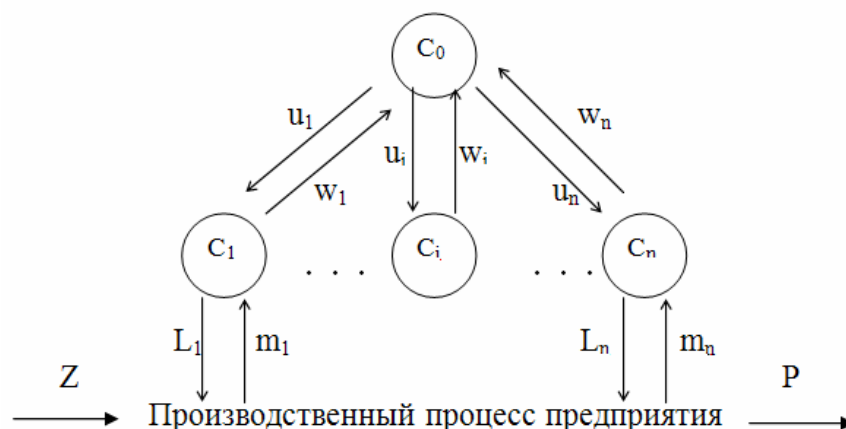 C₀
u₁ wₙ
uᵢ wᵢ
w₁ uₙ
C₁ . . . Cᵢ . . . Cₙ
L₁ m₁ Lₙ mₙ
Z P
Производственный процесс предприятия